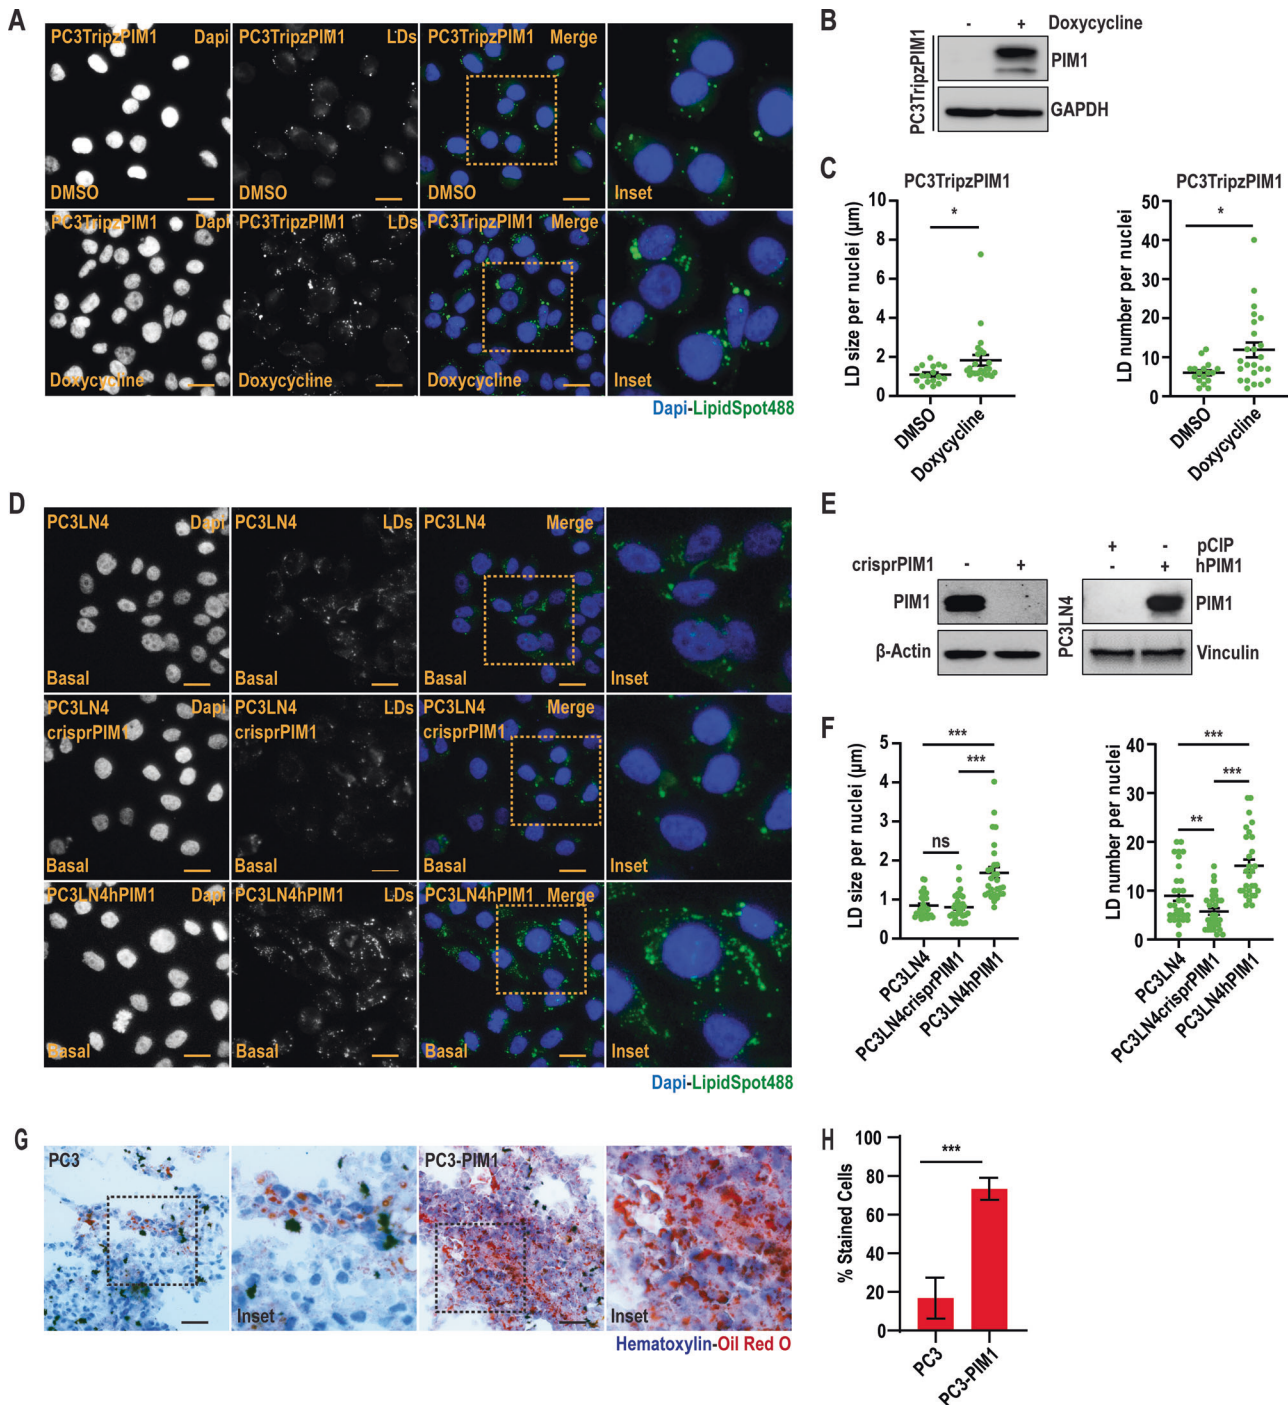 A
PC3TripzPIM1 Dapi
PC3TripzPIM1 LDs
PC3TripzPIM1 Merge
DMSO
DMSO
DMSO
Inset
PC3TripzPIM1 Dapi
PC3TripzPIM1 LDs
PC3TripzPIM1 Merge
Doxycycline
Doxycycline
Doxycycline
Inset
Dapi-LipidSpot488
B
- + Doxycycline
PC3TripzPIM1
PIM1
GAPDH
C
PC3TripzPIM1
LD size per nuclei (µm)
10
8
6
4
2
0
*
DMSO
Doxycycline
PC3TripzPIM1
LD number per nuclei
50
40
30
20
10
0
*
DMSO
Doxycycline
D
PC3LN4 Dapi
PC3LN4 LDs
PC3LN4 Merge
Basal
Basal
Basal
Inset
PC3LN4 Dapi
crisprPIM1
PC3LN4 LDs
crisprPIM1
PC3LN4 Merge
crisprPIM1
Basal
Basal
Basal
Inset
PC3LN4hPIM1 Dapi
PC3LN4hPIM1 LDs
PC3LN4hPIM1 Merge
Basal
Basal
Basal
Inset
Dapi-LipidSpot488
E
crisprPIM1 - +
PIM1
β-Actin
+ - pCIP
- + hPIM1
PC3LN4
PIM1
Vinculin
F
LD size per nuclei (µm)
5
4
3
2
1
0
***
***
ns
PC3LN4
PC3LN4crisprPIM1
PC3LN4hPIM1
LD number per nuclei
40
30
20
10
0
***
***
**
PC3LN4
PC3LN4crisprPIM1
PC3LN4hPIM1
G
PC3
Inset
PC3-PIM1
Inset
Hematoxylin-Oil Red O
H
% Stained Cells
100
80
60
40
20
0
***
PC3
PC3-PIM1